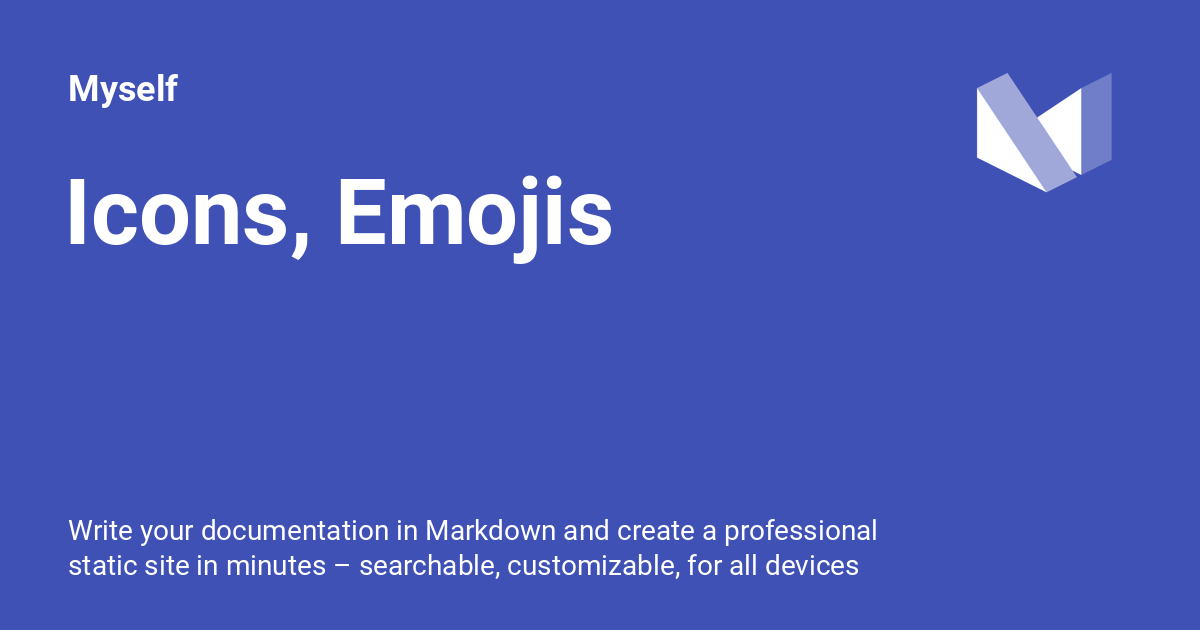 Myself
Icons, Emojis
Write your documentation in Markdown and create a professional
static site in minutes – searchable, customizable, for all devices